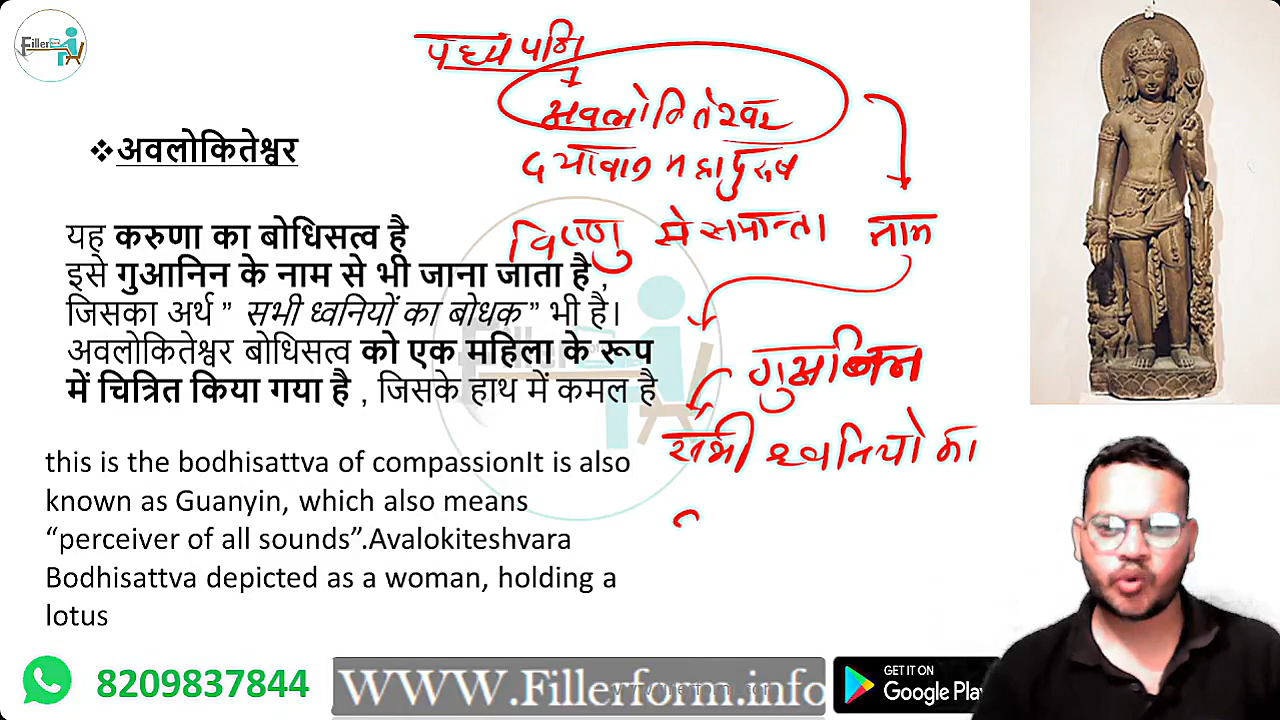 Filler
पद्मपानि
अवलोकितेश्वर
❖अवलोकितेश्वर
दयावान महापुरुष
यह करुणा का बोधिसत्व है
विष्णु से समानता नाम
इसे गुआनिन के नाम से भी जाना जाता है ,
जिसका अर्थ ” सभी ध्वनियों का बोधक ” भी है।
अवलोकितेश्वर बोधिसत्व को एक महिला के रूप
में चित्रित किया गया है , जिसके हाथ में कमल है
सभी ध्वनियो का
this is the bodhisattva of compassionIt is also
known as Guanyin, which also means
“perceiver of all sounds”.Avalokiteshvara
Bodhisattva depicted as a woman, holding a
lotus
8209837844
WWW.Fillerform.info
GET IT ON
Google Play